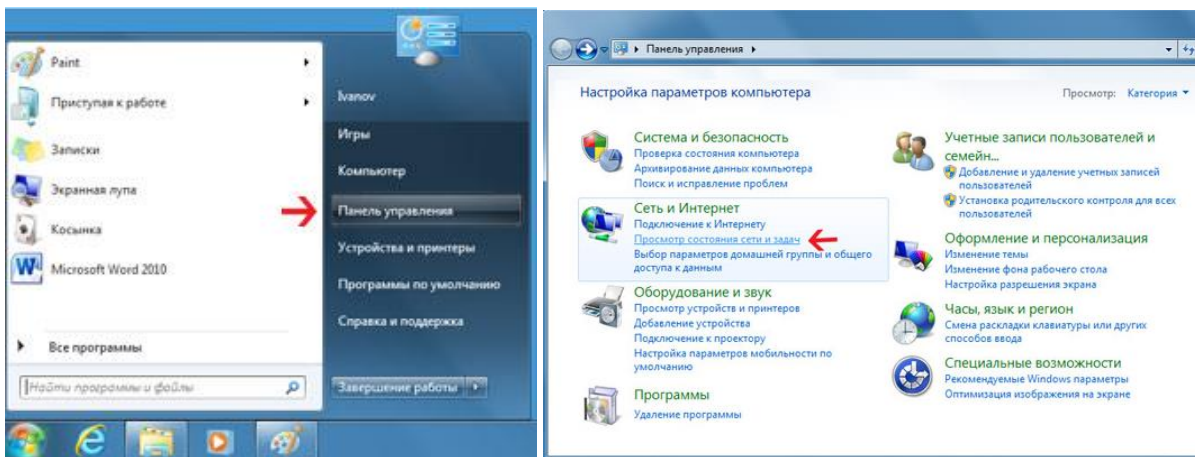 Paint
Приступая к работе
Записки
Экранная лупа
Косынка
Microsoft Word 2010
Все программы
Найти программы и файлы
Ivanov
Игры
Компьютер
Панель управления
Устройства и принтеры
Программы по умолчанию
Справка и поддержка
Завершение работы
Панель управления
Настройка параметров компьютера
Просмотр: Категория
Система и безопасность
Проверка состояния компьютера
Архивирование данных компьютера
Поиск и исправление проблем
Сеть и Интернет
Подключение к Интернету
Просмотр состояния сети и задач
Выбор параметров домашней группы и общего
доступа к данным
Оборудование и звук
Просмотр устройств и принтеров
Добавление устройства
Подключение к проектору
Настройка параметров мобильности по
умолчанию
Программы
Удаление программы
Учетные записи пользователей и
семейн...
Добавление и удаление учетных записей
пользователей
Установка родительского контроля для всех
пользователей
Оформление и персонализация
Изменение темы
Изменение фона рабочего стола
Настройка разрешения экрана
Часы, язык и регион
Смена раскладки клавиатуры или других
способов ввода
Специальные возможности
Рекомендуемые Windows параметры
Оптимизация изображения на экране